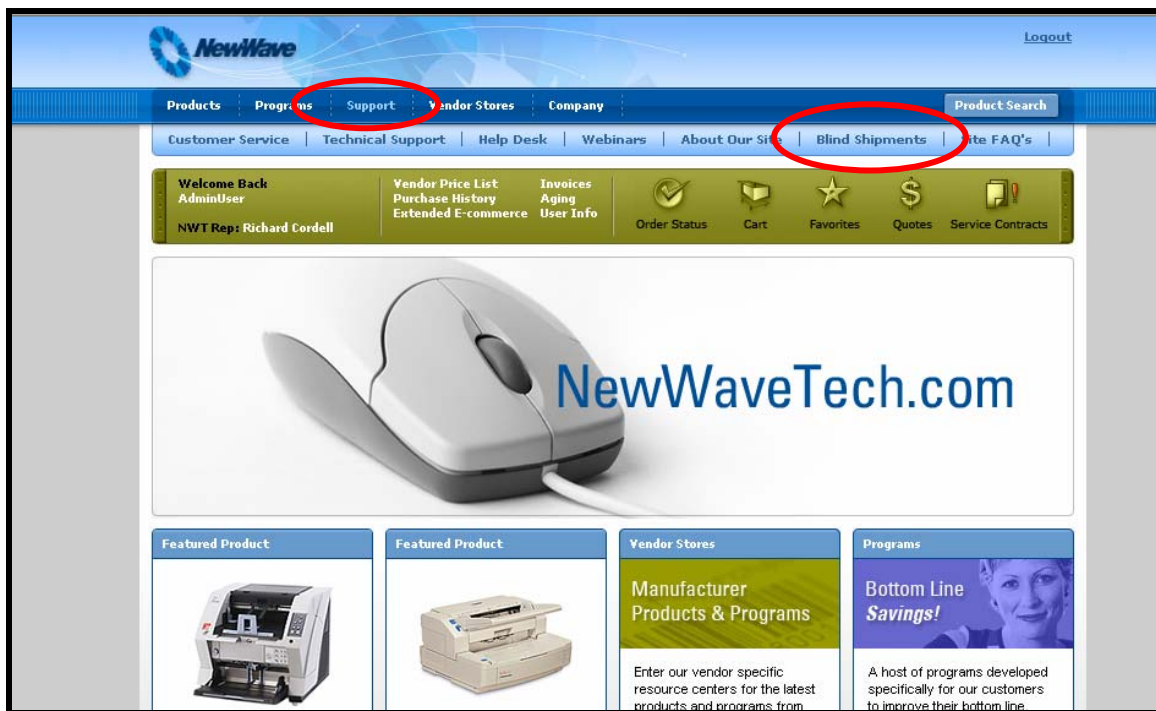 NewWave
Logout
Products Programs Support Vendor Stores Company Product Search
Customer Service | Technical Support | Help Desk | Webinars | About Our Site | Blind Shipments | Site FAQ's |
Welcome Back
AdminUser
NWT Rep: Richard Cordell
Vendor Price List Invoices
Purchase History Aging
Extended E-commerce User Info
Order Status Cart Favorites Quotes Service Contracts
NewWaveTech.com
Featured Product
Featured Product
Vendor Stores
Manufacturer
Products & Programs
Enter our vendor specific
resource centers for the latest
products and programs from
Programs
Bottom Line
Savings!
A host of programs developed
specifically for our customers
to improve their bottom line.